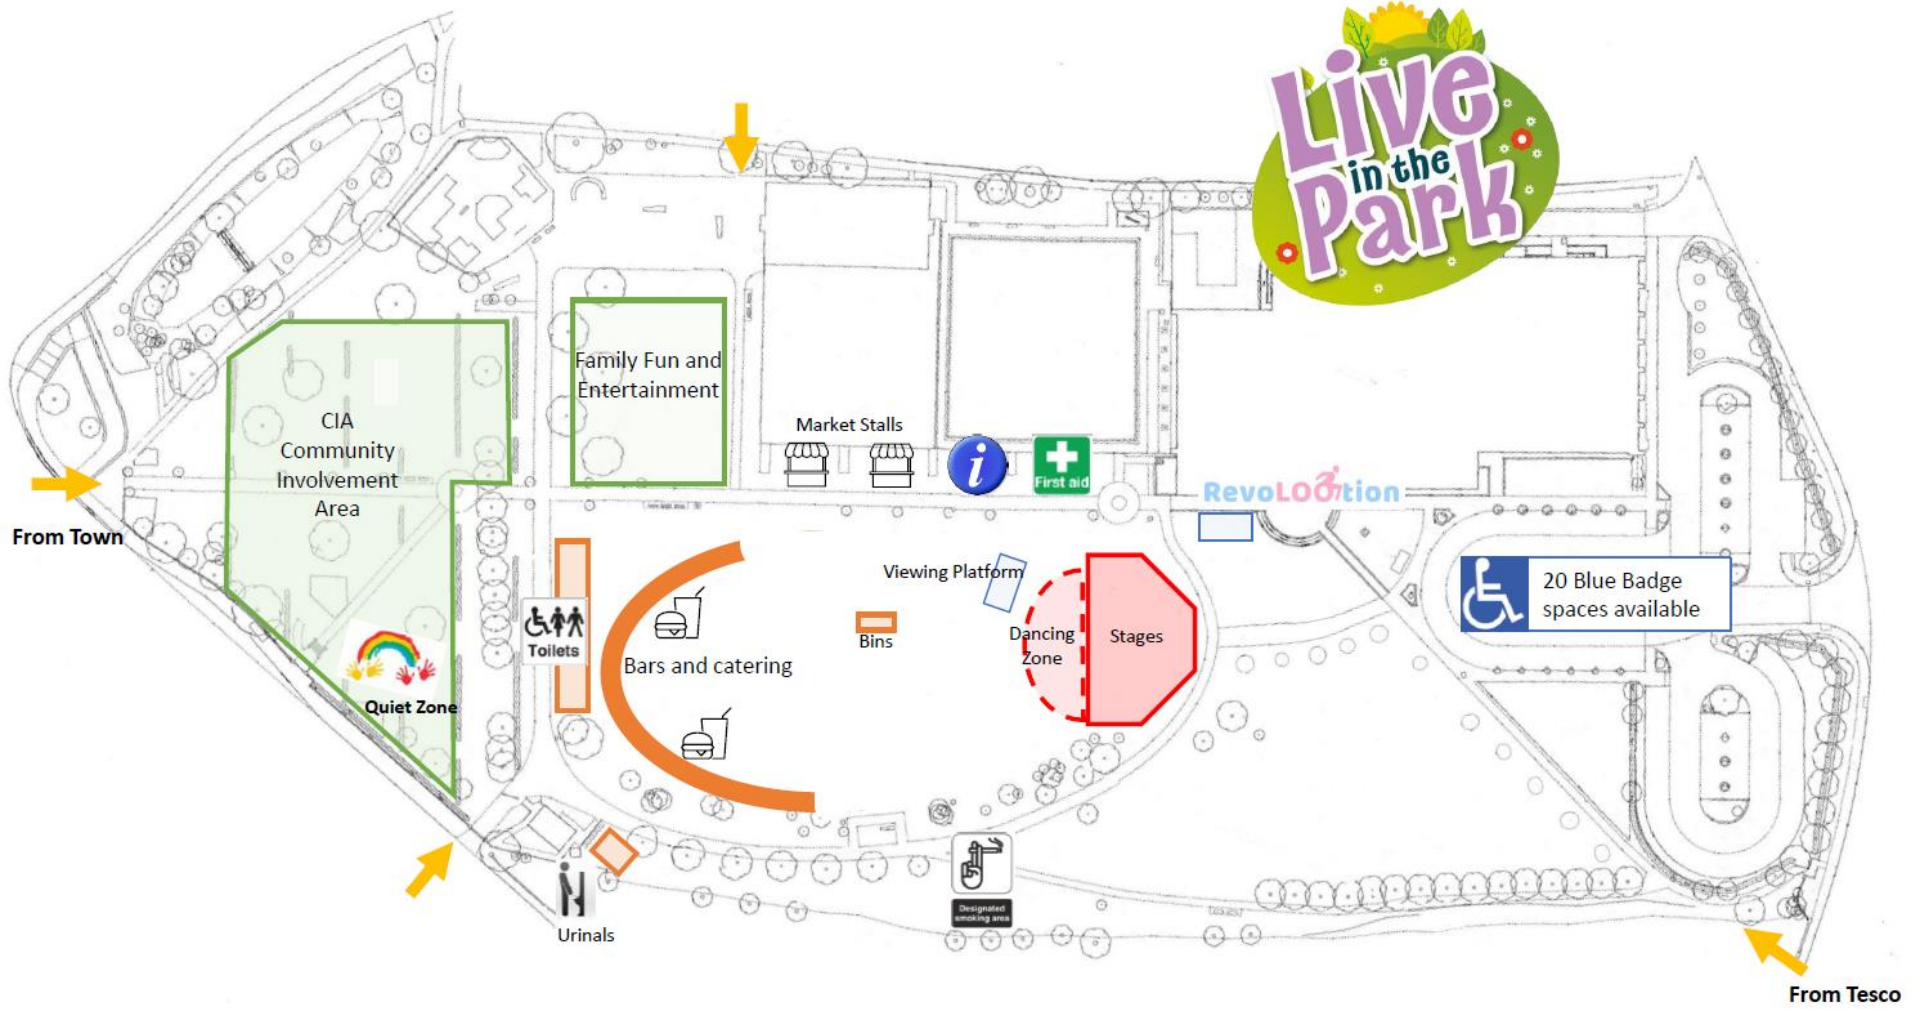 Live
in the
Park
Family Fun and
Entertainment
CIA
Community
Involvement
Area
Market Stalls
i
First aid
RevoLOOtion
From Town
Viewing Platform
20 Blue Badge
spaces available
Toilets
Bins
Dancing
Zone
Stages
Bars and catering
Quiet Zone
Designated
smoking area
Urinals
From Tesco